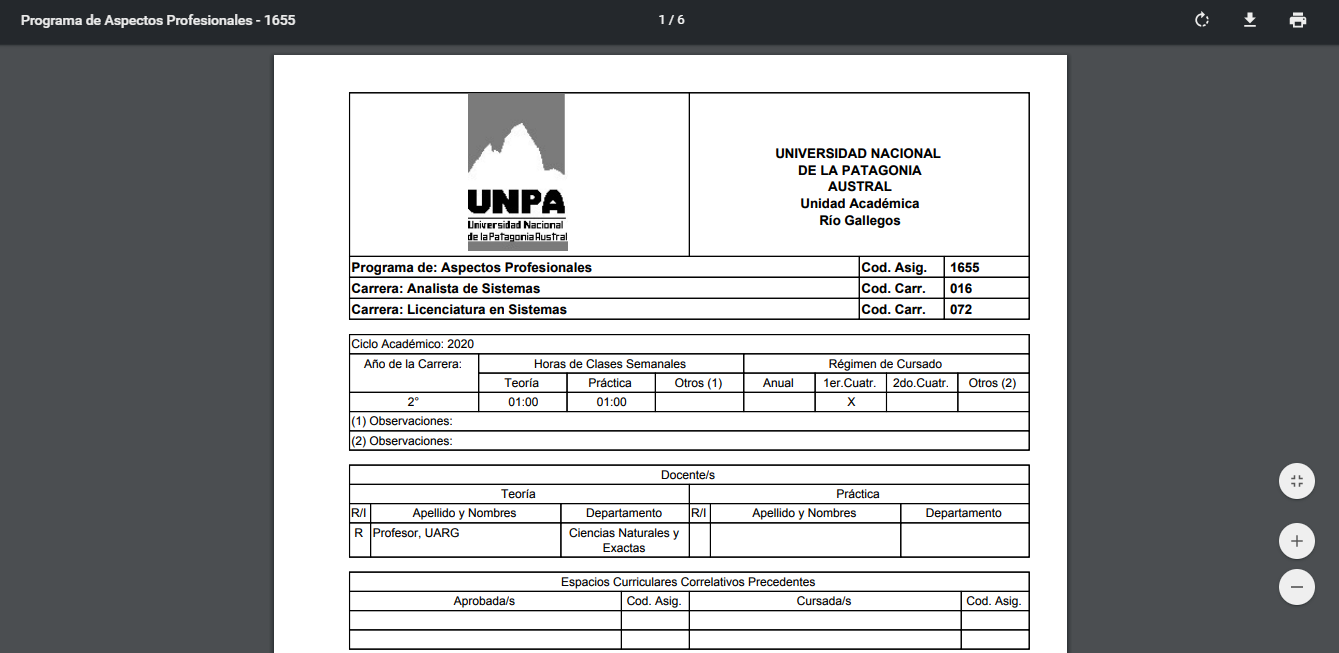 Programa de Aspectos Profesionales - 1655
1 / 6
UNPA
Universidad Nacional
de la Patagonia Austral
UNIVERSIDAD NACIONAL
DE LA PATAGONIA
AUSTRAL
Unidad Académica
Río Gallegos
Programa de: Aspectos Profesionales Cod. Asig. 1655
Carrera: Analista de Sistemas Cod. Carr. 016
Carrera: Licenciatura en Sistemas Cod. Carr. 072
Ciclo Académico: 2020
Año de la Carrera: Horas de Clases Semanales Régimen de Cursado
Teoría Práctica Otros (1) Anual 1er.Cuatr. 2do.Cuatr. Otros (2)
2° 01:00 01:00 X
(1) Observaciones:
(2) Observaciones:
Docente/s
Teoría Práctica
R/I Apellido y Nombres Departamento R/I Apellido y Nombres Departamento
R Profesor, UARG Ciencias Naturales y
Exactas
Espacios Curriculares Correlativos Precedentes
Aprobada/s Cod. Asig. Cursada/s Cod. Asig.